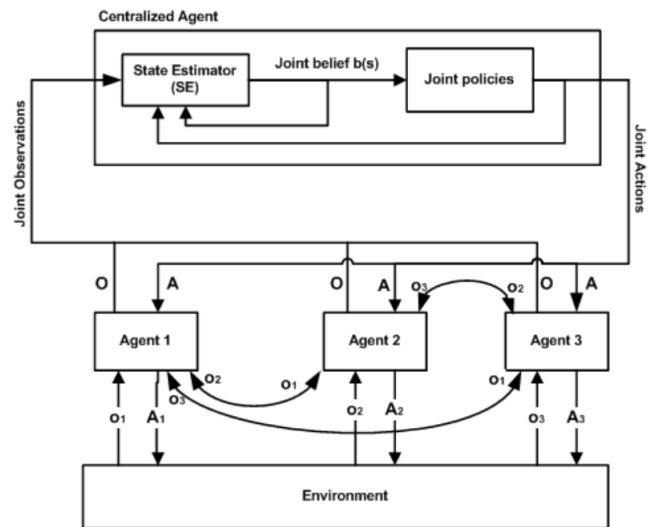 Centralized Agent
State Estimator
(SE)
Joint belief b(s)
Joint policies
Joint Observations
Joint Actions
O
A
O
A
o3
o2
O
A
Agent 1
Agent 2
Agent 3
o2
o1
o1
o3
o1
A1
o2
A2
o3
A3
Environment